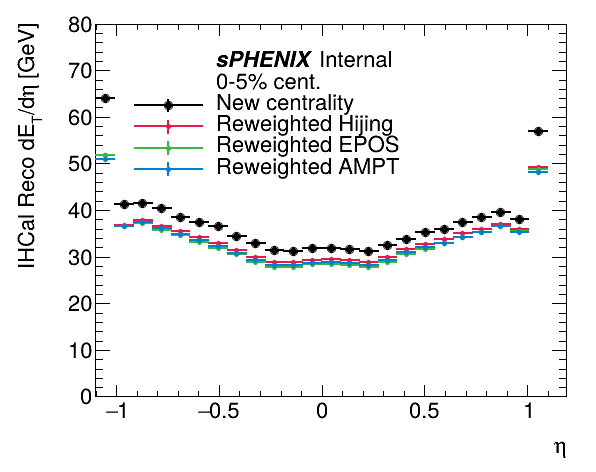 IHCal Reco dE_T/dη [GeV]
80
70
60
50
40
30
20
10
0
sPHENIX Internal
0-5% cent.
New centrality
Reweighted Hijing
Reweighted EPOS
Reweighted AMPT
−1
−0.5
0
0.5
1
η